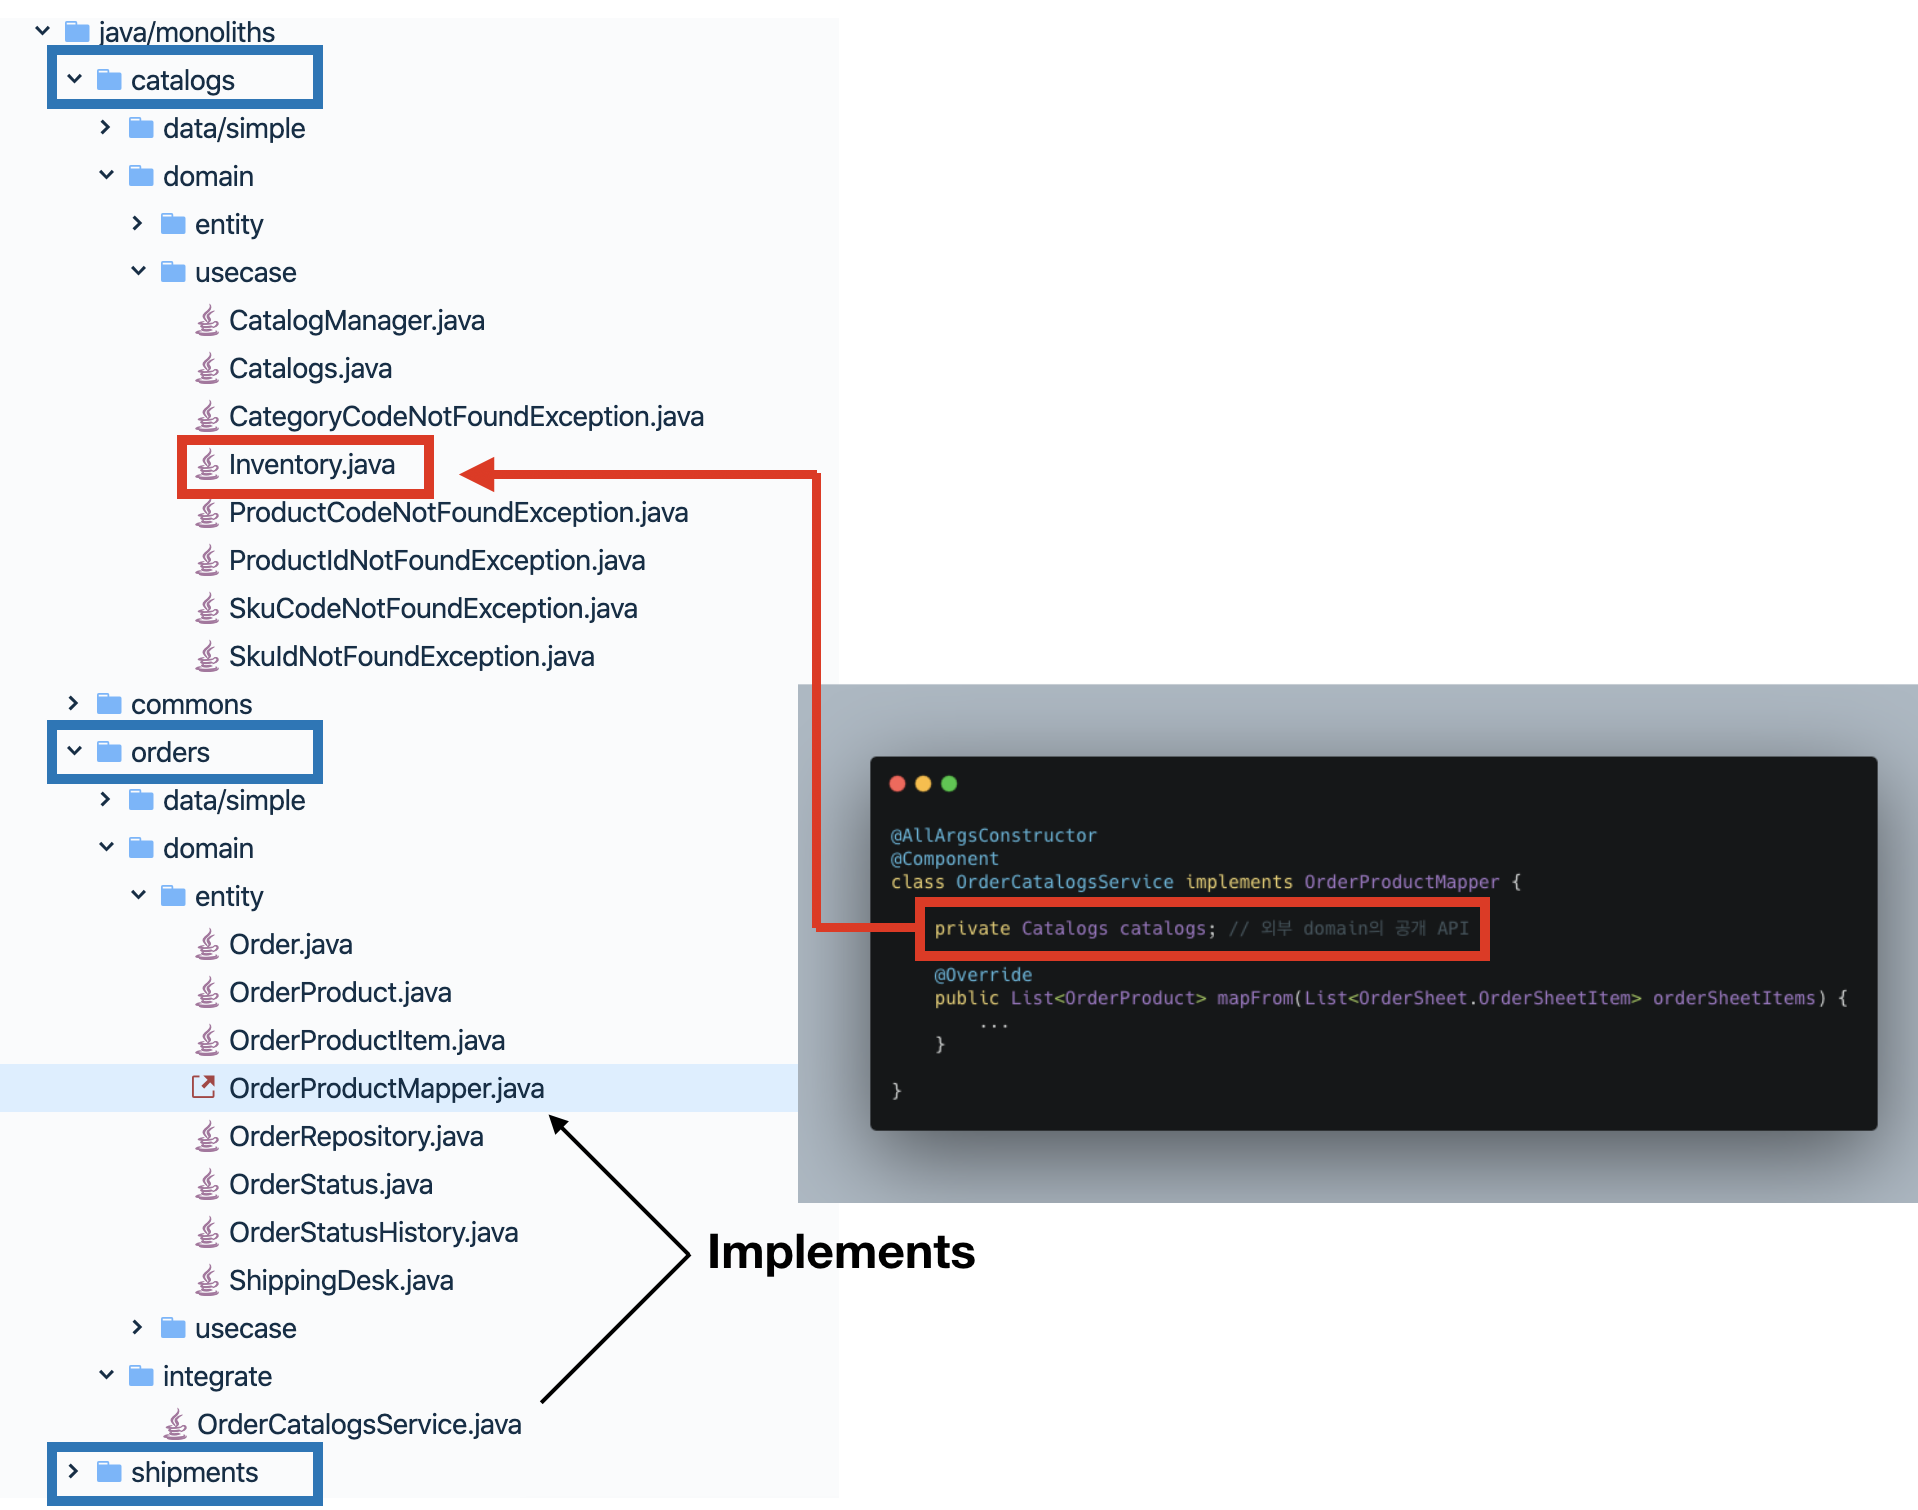 java/monoliths
catalogs
data/simple
domain
entity
usecase
CatalogManager.java
Catalogs.java
CategoryCodeNotFoundException.java
Inventory.java
ProductCodeNotFoundException.java
ProductIdNotFoundException.java
SkuCodeNotFoundException.java
SkuIdNotFoundException.java
commons
orders
data/simple
domain
entity
Order.java
OrderProduct.java
OrderProductItem.java
OrderProductMapper.java
OrderRepository.java
OrderStatus.java
OrderStatusHistory.java
ShippingDesk.java
usecase
integrate
OrderCatalogsService.java
shipments
@AllArgsConstructor
@Component
class OrderCatalogsService implements OrderProductMapper {
private Catalogs catalogs; // 외부 domain의 공개 API
@Override
public List<OrderProduct> mapFrom(List<OrderSheet.OrderSheetItem> orderSheetItems) {
...
}
}
Implements